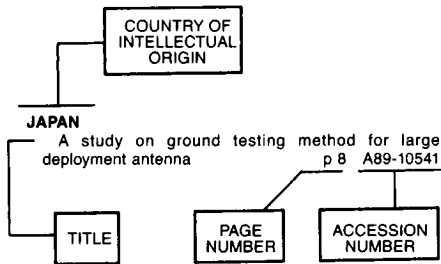 COUNTRY OF
INTELLECTUAL
ORIGIN
JAPAN
A study on ground testing method for large
deployment antenna p 8 A89-10541
TITLE
PAGE
NUMBER
ACCESSION
NUMBER